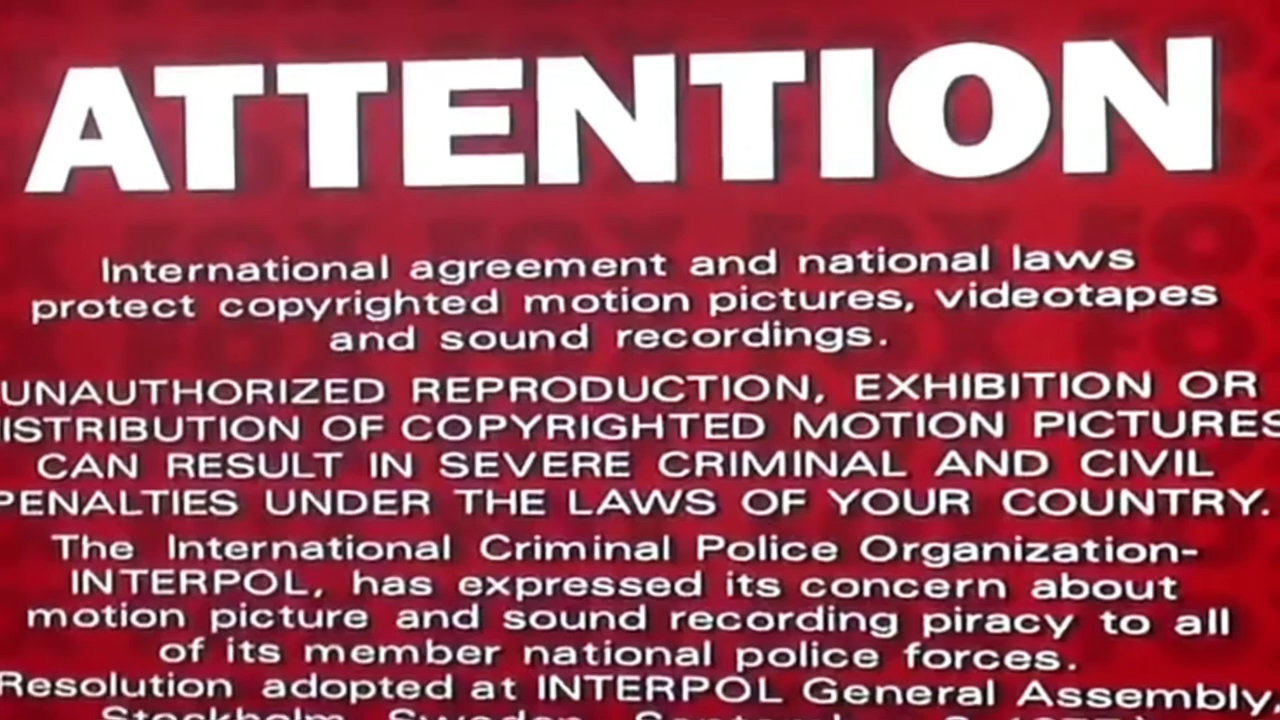 ATTENTION
International agreement and national laws
protect copyrighted motion pictures, videotapes
and sound recordings.
UNAUTHORIZED REPRODUCTION, EXHIBITION OR
ISTRIBUTION OF COPYRIGHTED MOTION PICTURES
CAN RESULT IN SEVERE CRIMINAL AND CIVIL
PENALTIES UNDER THE LAWS OF YOUR COUNTRY.
The International Criminal Police Organization-
INTERPOL, has expressed its concern about
motion picture and sound recording piracy to all
of its member national police forces.
Resolution adopted at INTERPOL General Assembly,
Stockholm, Sweden, September